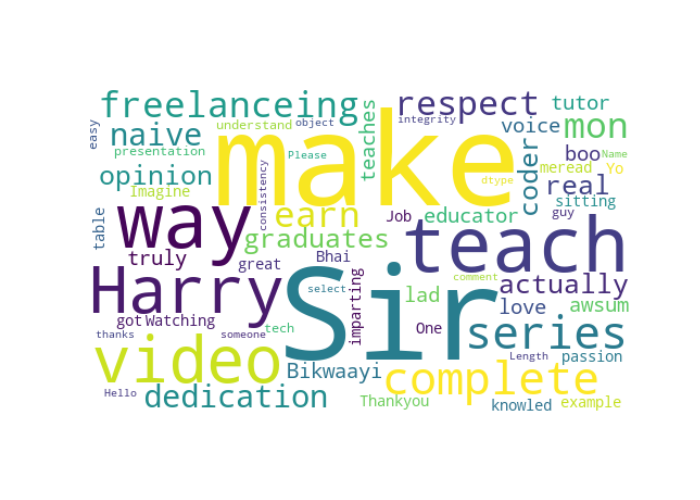 freelanceing
make
respect
tutor
easy
understand
object
integrity
naive
teaches
voice
mon
presentation
Please
coder
boo
meread
Name
opinion
Imagine
consistency
dtype
real
Yo
sitting
way
earn
educator
guy
table
graduates
Job
teach
truly
great
Bhai
imparting
actually
Harry
Sir
select
lad
love
awsum
got
Watching
someone
tech
One
comment
series
thanks
video
Length
passion
Bikwaayi
complete
Hello
dedication
Thankyou
knowled
example